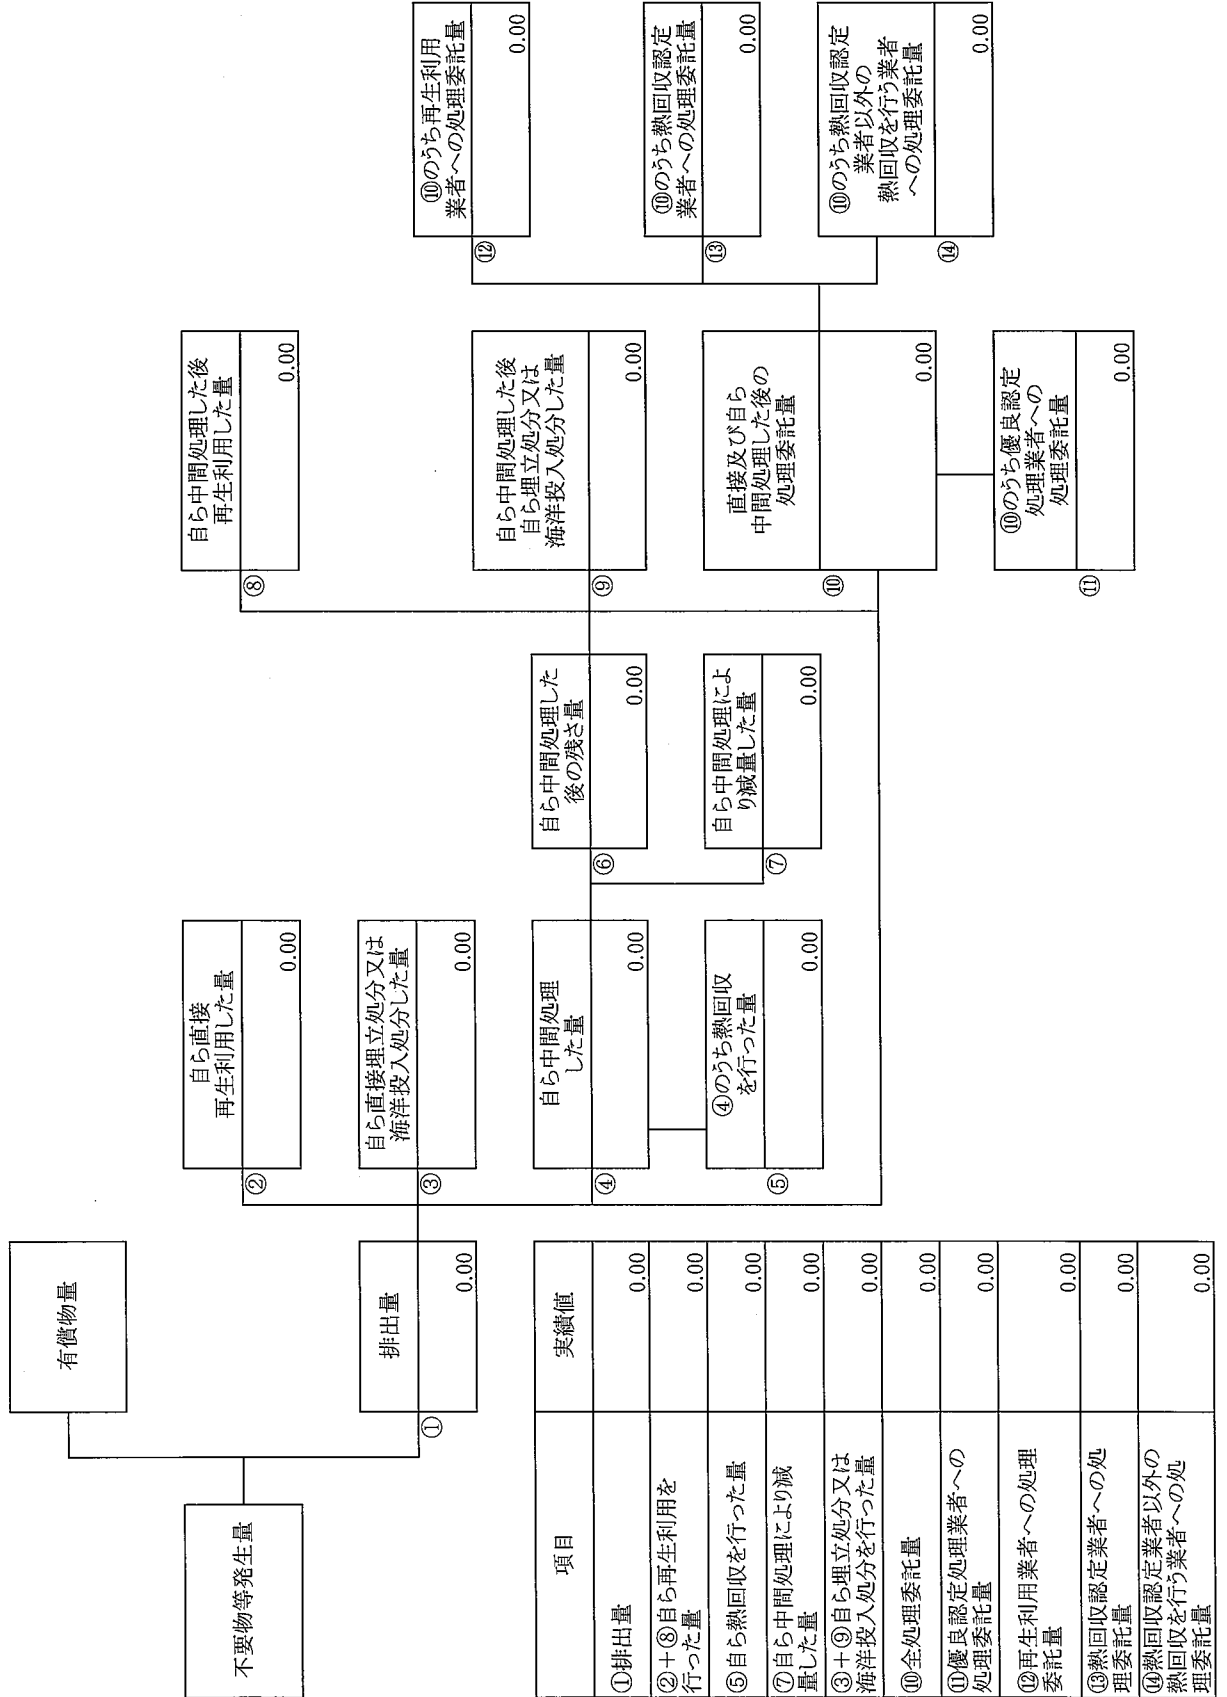 不要物等発生量
有償物量
①
排出量
0.00
②
自ら直接
再生利用した量
0.00
③
自ら直接埋立処分又は
海洋投入処分した量
0.00
④
自ら中間処理
した量
0.00
⑤
④のうち熱回収
を行った量
0.00
⑥
自ら中間処理した
後の残さ量
0.00
⑦
自ら中間処理によ
り減量した量
0.00
⑧
自ら中間処理した後
再生利用した量
0.00
⑨
自ら中間処理した後
自ら埋立処分又は
海洋投入処分した量
0.00
⑩
直接及び自ら
中間処理した後の
処理委託量
0.00
⑪
⑩のうち優良認定
処理業者への
処理委託量
0.00
⑫
⑩のうち再生利用
業者への処理委託量
0.00
⑬
⑩のうち熱回収認定
業者への処理委託量
0.00
⑭
⑩のうち熱回収認定
業者以外の
熱回収を行う業者
への処理委託量
0.00
項目 実績値
①排出量 0.00
②+⑧自ら再生利用を
行った量 0.00
⑤自ら熱回収を行った量 0.00
⑦自ら中間処理により減
量した量 0.00
③+⑨自ら埋立処分又は
海洋投入処分を行った量 0.00
⑩全処理委託量 0.00
⑪優良認定処理業者への
処理委託量 0.00
⑫再生利用業者への処理
委託量 0.00
⑬熱回収認定業者への処
理委託量 0.00
⑭熱回収認定業者以外の
熱回収を行う業者への処
理委託量 0.00